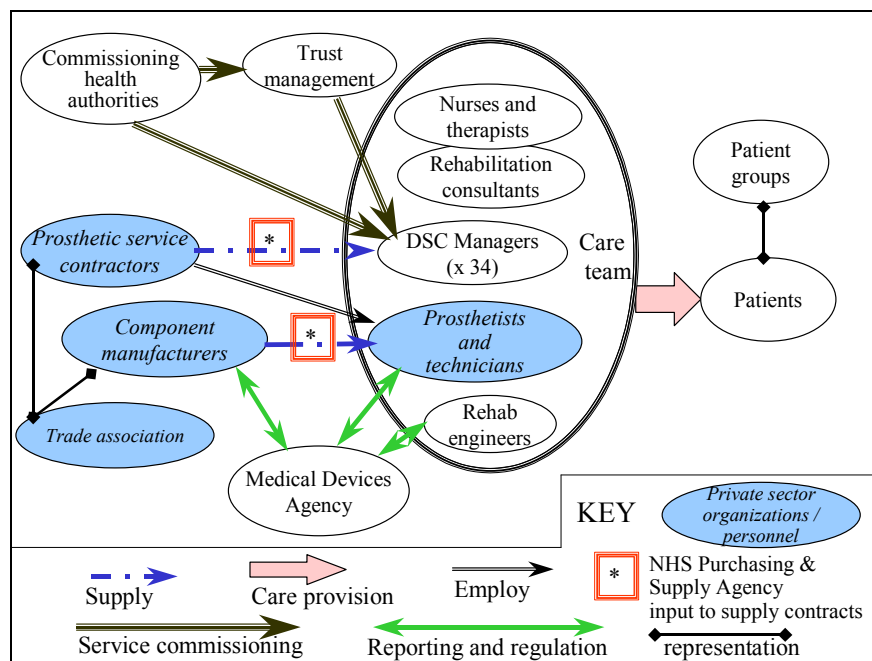 Commissioning
health
authorities
Trust
management
Nurses and
therapists
Rehabilitation
consultants
Patient
groups
Prosthetic service
contractors
*
DSC Managers
(x 34)
Care
team
Patients
Component
manufacturers
*
Prosthetists
and
technicians
Trade association
Rehab
engineers
Medical Devices
Agency
KEY
Private sector
organizations /
personnel
Supply
Care provision
Employ
*
NHS Purchasing &
Supply Agency
input to supply contracts
Service commissioning
Reporting and regulation
representation